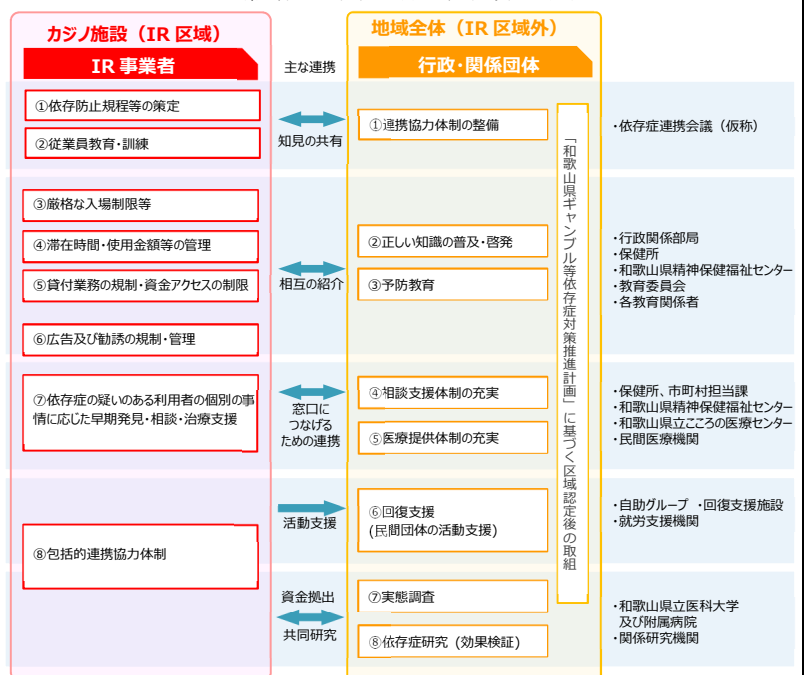 カジノ施設（IR 区域）
地域全体（IR 区域外）
IR 事業者
主な連携
行政・関係団体
①依存防止規程等の策定
②従業員教育・訓練
知見の共有
①連携協力体制の整備
・依存症連携会議（仮称）
③厳格な入場制限等
④滞在時間・使用金額等の管理
⑤貸付業務の規制・資金アクセスの制限
⑥広告及び勧誘の規制・管理
相互の紹介
②正しい知識の普及・啓発
③予防教育
・行政関係部局
・保健所
・和歌山県精神保健福祉センター
・教育委員会
・各教育関係者
⑦依存症の疑いのある利用者の個別の事
情に応じた早期発見・相談・治療支援
窓口に
つなげる
ための連携
④相談支援体制の充実
⑤医療提供体制の充実
・保健所、市町村担当課
・和歌山県精神保健福祉センター
・和歌山県立こころの医療センター
・民間医療機関
⑧包括的連携協力体制
活動支援
⑥回復支援
(民間団体の活動支援)
・自助グループ ・回復支援施設
・就労支援機関
資金拠出
共同研究
⑦実態調査
⑧依存症研究 (効果検証)
・和歌山県立医科大学
及び附属病院
・関係研究機関
「和歌山県ギャンブル等依存症対策推進計画」に基づく区域認定後の取組